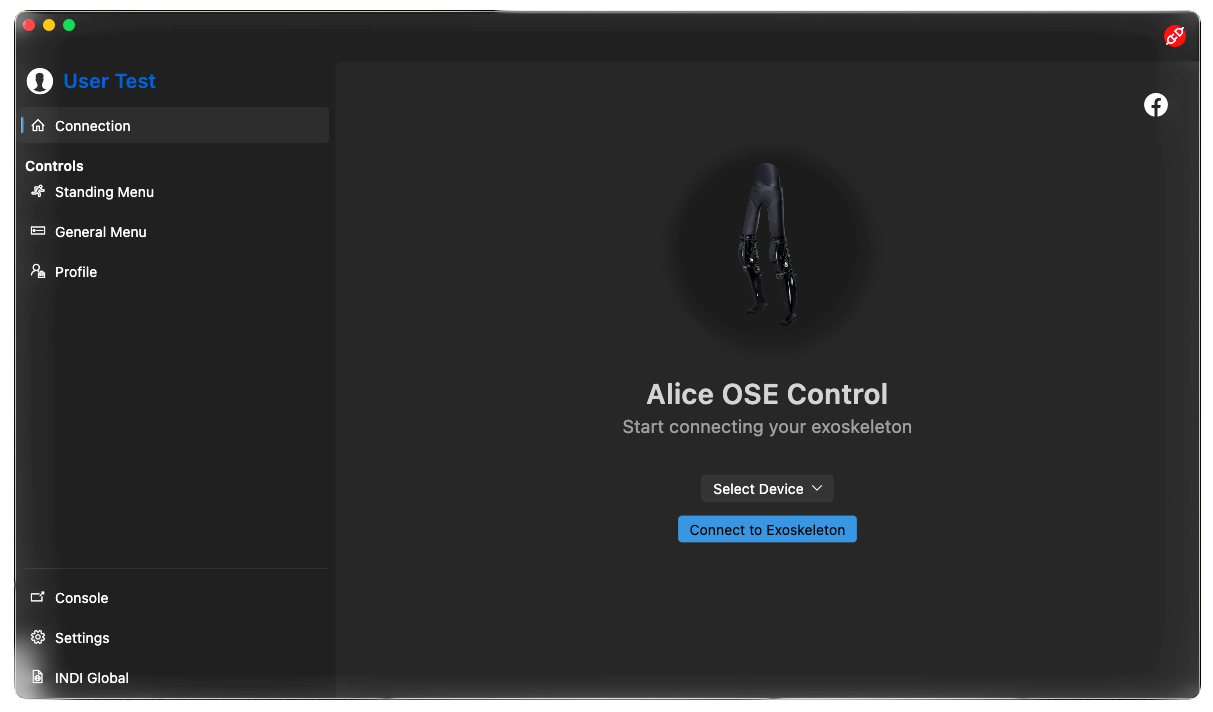 User Test
Connection
Controls
Standing Menu
General Menu
Profile
Alice OSE Control
Start connecting your exoskeleton
Select Device
Connect to Exoskeleton
Console
Settings
INDI Global